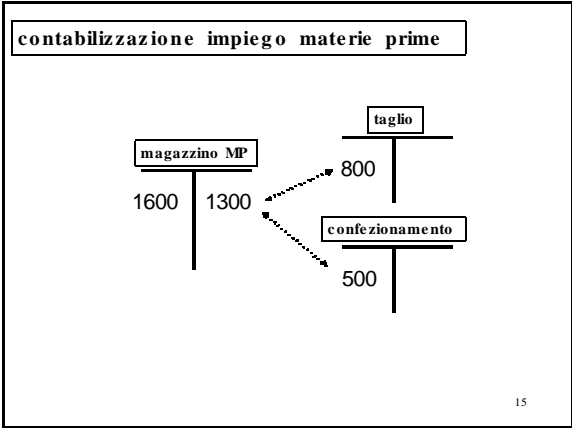 contabilizzazione impiego materie prime
taglio
magazzino MP
800
1600 1300
confezionamento
500
15